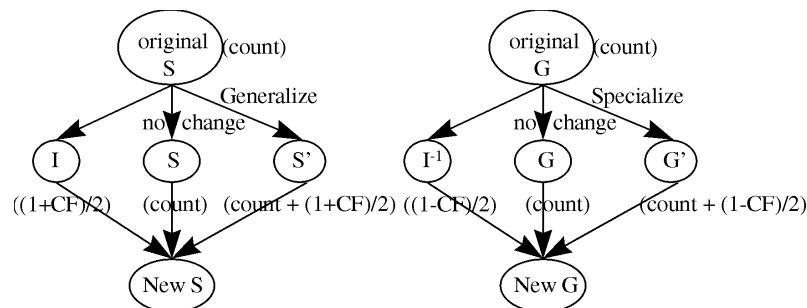 original
S
(count)
Generalize
no change
I
S
S’
((1+CF)/2)
(count)
(count + (1+CF)/2)
New S
original
G
(count)
Specialize
no change
I-1
G
G’
((1-CF)/2)
(count)
(count + (1-CF)/2)
New G